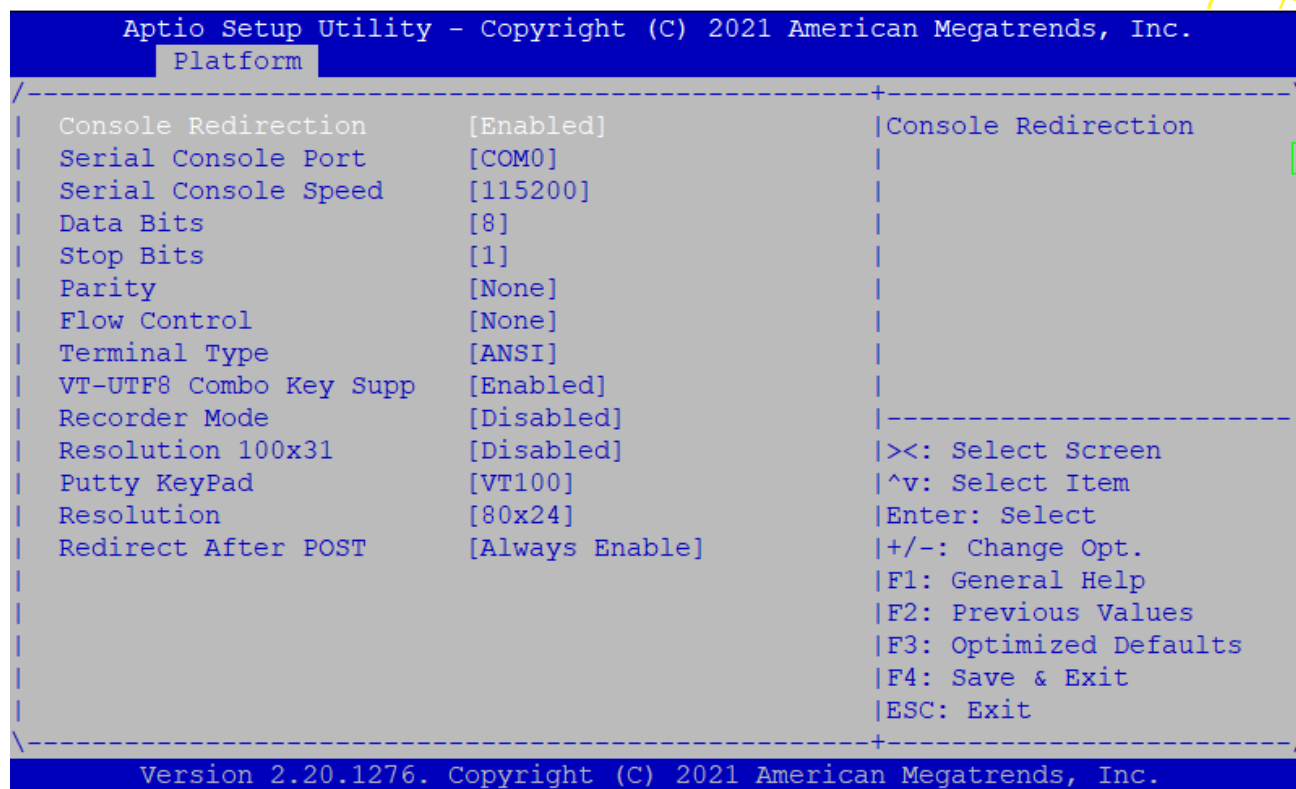 Aptio Setup Utility - Copyright (C) 2021 American Megatrends, Inc.
Platform
/----------------------------------------------------+-------------------------\
| Console Redirection [Enabled] |Console Redirection
| Serial Console Port [COM0] |
| Serial Console Speed [115200] |
| Data Bits [8] |
| Stop Bits [1] |
| Parity [None] |
| Flow Control [None] |
| Terminal Type [ANSI] |
| VT-UTF8 Combo Key Supp [Enabled] |
| Recorder Mode [Disabled] |-------------------------
| Resolution 100x31 [Disabled] |><: Select Screen
| Putty KeyPad [VT100] |^v: Select Item
| Resolution [80x24] |Enter: Select
| Redirect After POST [Always Enable] |+/-: Change Opt.
| |F1: General Help
| |F2: Previous Values
| |F3: Optimized Defaults
| |F4: Save & Exit
| |ESC: Exit
\----------------------------------------------------+-------------------------/
Version 2.20.1276. Copyright (C) 2021 American Megatrends, Inc.